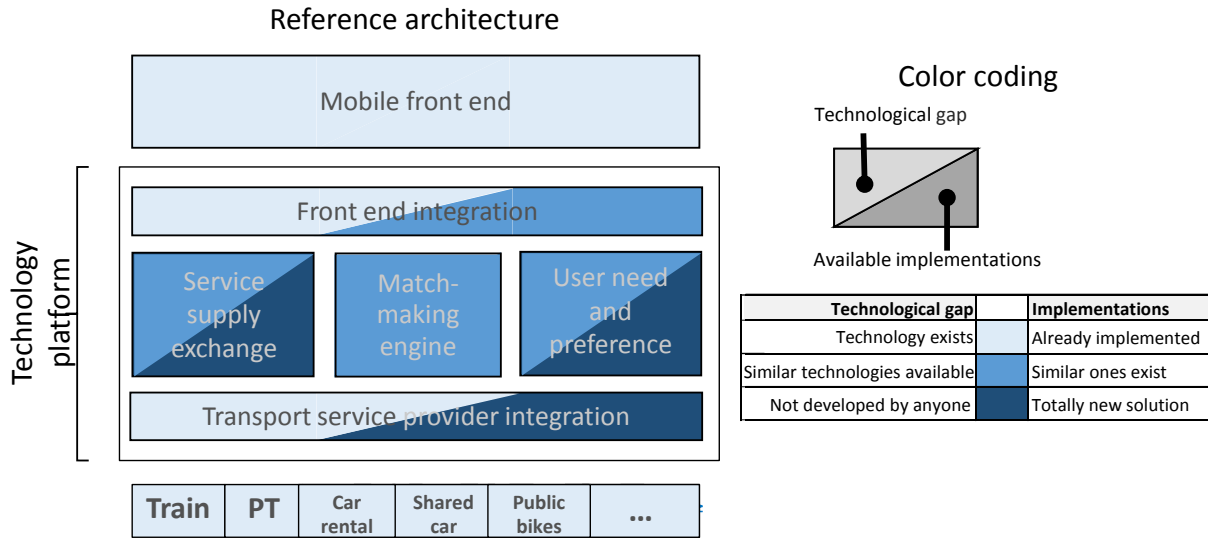 Reference architecture
Mobile front end
Technology
platform
Front end integration
Service
supply
exchange
Match-
making
engine
User need
and
preference
Transport service provider integration
Train
PT
Car
rental
Shared
car
Public
bikes
...
Color coding
Technological gap
Available implementations
Technological gap Implementations
Technology exists Already implemented
Similar technologies available Similar ones exist
Not developed by anyone Totally new solution